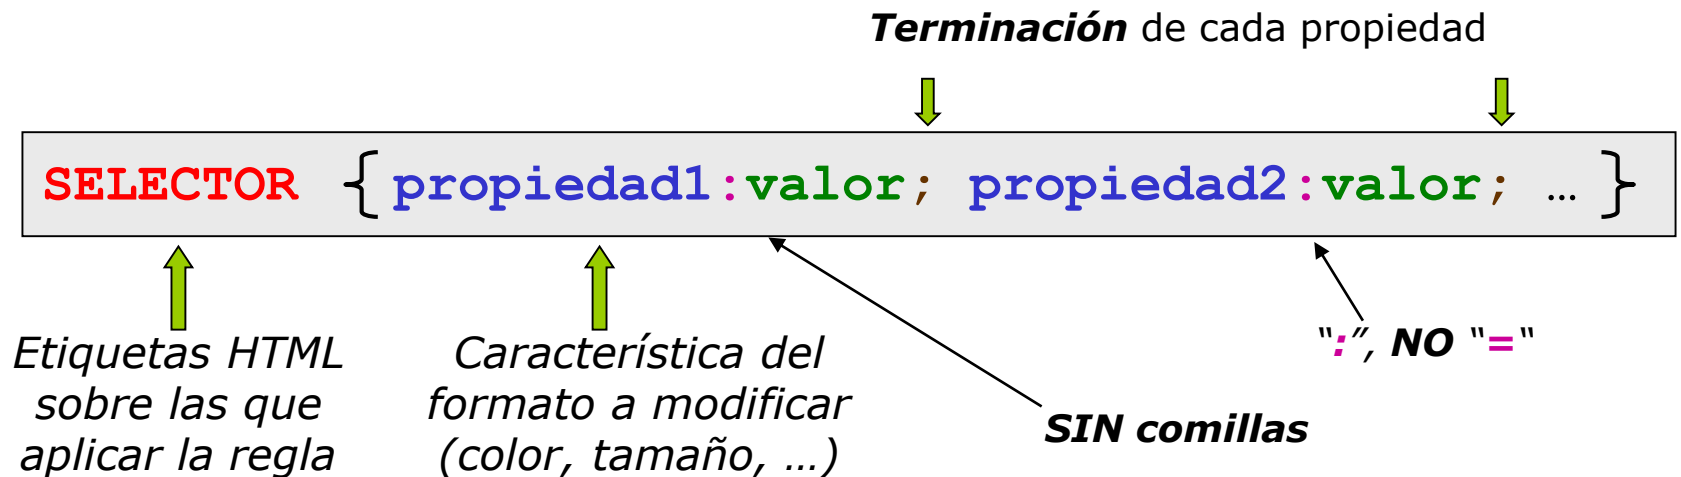 Terminación de cada propiedad
SELECTOR { propiedad1:valor; propiedad2:valor; … }
Etiquetas HTML
sobre las que
aplicar la regla
Característica del
formato a modificar
(color, tamaño, …)
SIN comillas
“:”, NO “=“